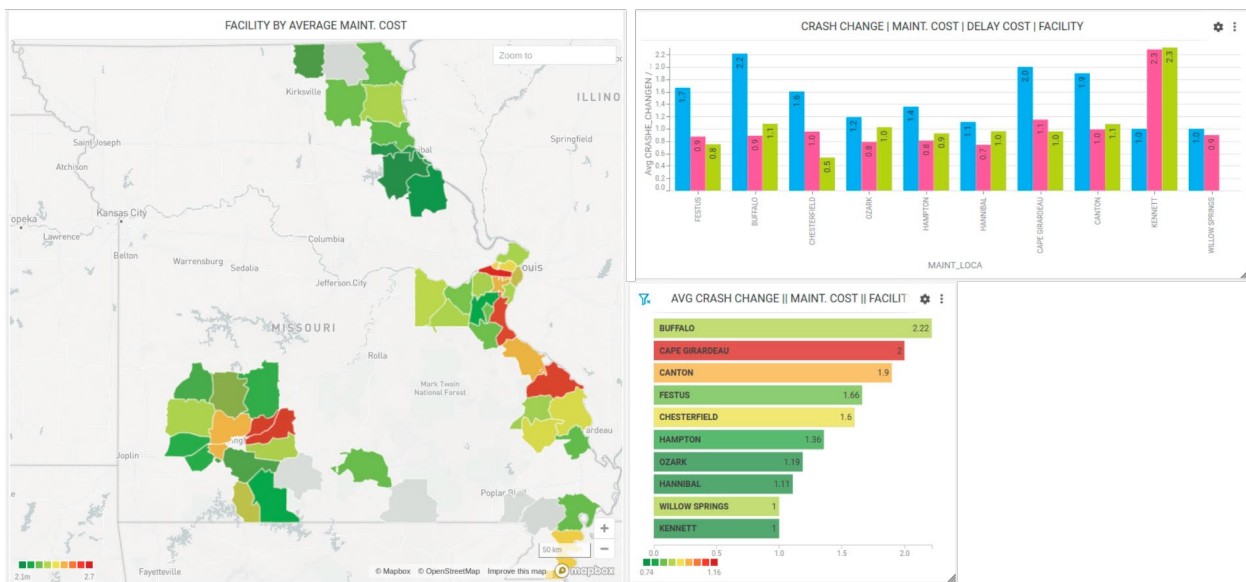 FACILITY BY AVERAGE MAINT. COST
Zoom to
Kirksville
ILLINO
Saint Joseph
Springfield
Atchison
bal
Kansas City
opeka
Lawrence
Columbia
Belton
Warrensburg
Sedalia
ouis
Jefferson City
MISSOURI
Rolla
Mark Twain
National Forest
ardeau
Joplin
Poplar Bl
50 km
+
−
2.1m
2.7
Fayetteville
© Mapbox © OpenStreetMap Improve this map
mapbox
CRASH CHANGE | MAINT. COST | DELAY COST | FACILITY
Avg CRASHE_CHANGEN /
2.2
2.0
1.8
1.6
1.4
1.2
1.0
0.8
0.6
0.4
0.2
0.0
1.7 0.9 0.8
2.2 0.9 1.1
1.6 1.0 0.5
1.2 0.8 1.0
1.4 0.8 0.9
1.1 0.7 1.0
2.0 1.1 1.0
1.9 1.0 1.1
1.0 2.3 2.3
1.0 0.9
FESTUS
BUFFALO
CHESTERFIELD
OZARK
HAMPTON
HANNIBAL
CAPE GIRARDEAU
CANTON
KENNETT
WILLOW SPRINGS
MAINT_LOCA
AVG CRASH CHANGE || MAINT. COST || FACILIT
BUFFALO 2.22
CAPE GIRARDEAU 2
CANTON 1.9
FESTUS 1.66
CHESTERFIELD 1.6
HAMPTON 1.36
OZARK 1.19
HANNIBAL 1.11
WILLOW SPRINGS 1
KENNETT 1
0.0 0.5 1.0 1.5 2.0
0.74 1.16